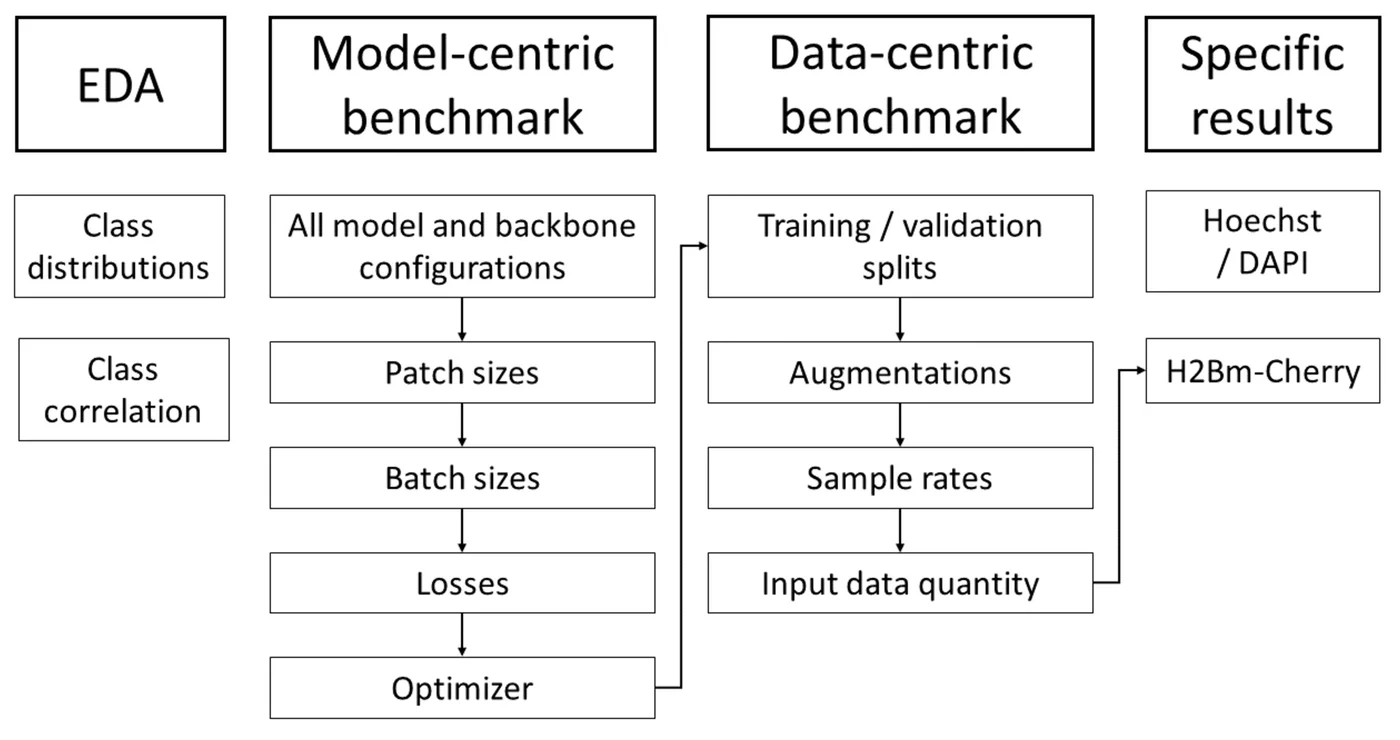 EDA
Model-centric
benchmark
Data-centric
benchmark
Specific
results
Class
distributions
Class
correlation
All model and backbone
configurations
Patch sizes
Batch sizes
Losses
Optimizer
Training / validation
splits
Augmentations
Sample rates
Input data quantity
Hoechst
/ DAPI
H2Bm-Cherry